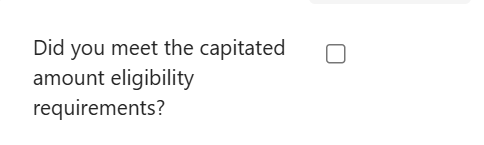 Did you meet the capitated
amount eligibility
requirements?